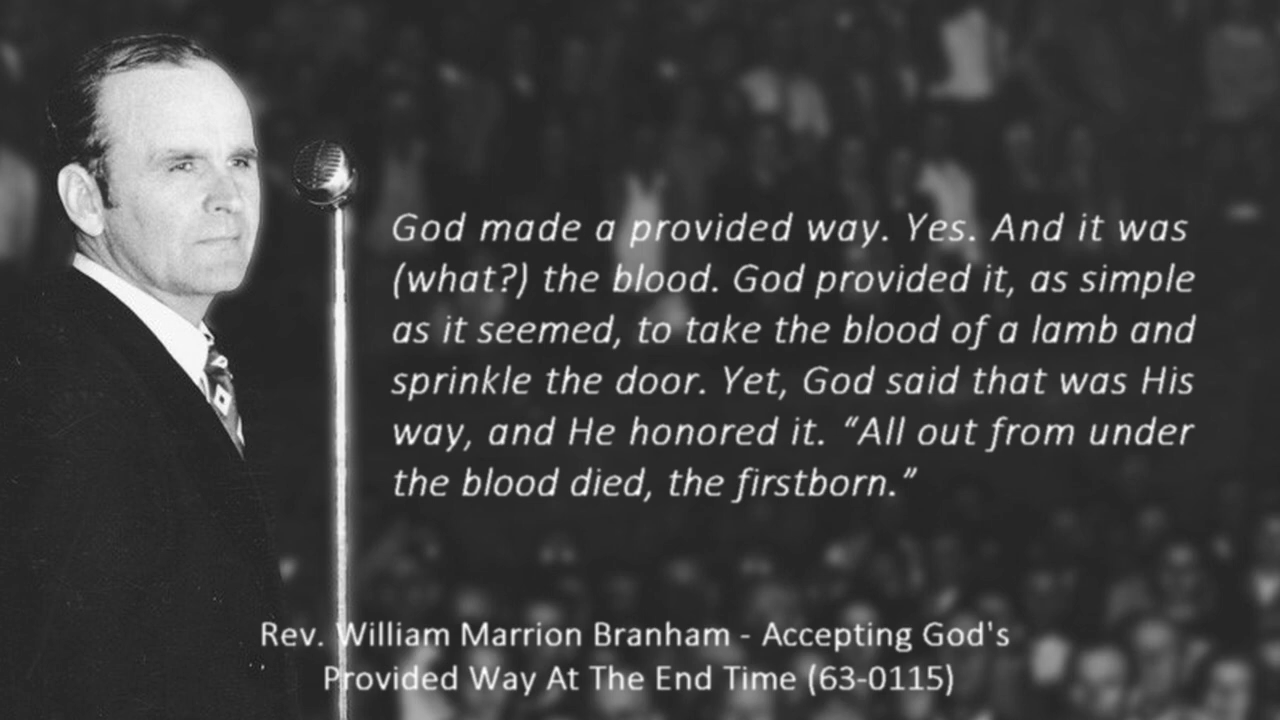 God made a provided way. Yes. And it was
(what?) the blood. God provided it, as simple
as it seemed, to take the blood of a lamb and
sprinkle the door. Yet, God said that was His
way, and He honored it. “All out from under
the blood died, the firstborn.”
Rev. William Marrion Branham - Accepting God's
Provided Way At The End Time (63-0115)